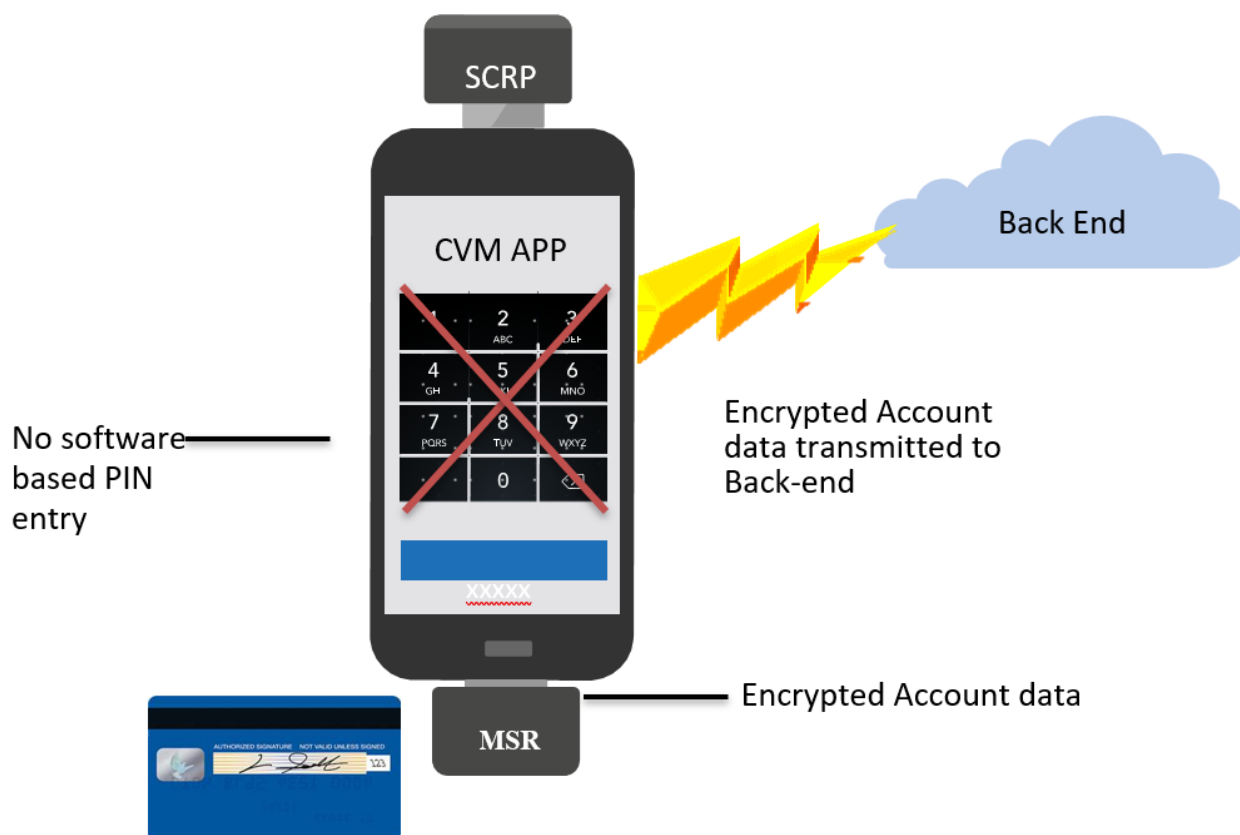 SCRP
CVM APP
2
ABC
3
DEF
4
GH
5
6
MNO
7
PQRS
8
TUV
9
WXYZ
0
XXXXX
Back End
Encrypted Account
data transmitted to
Back-end
No software
based PIN
entry
MSR
Encrypted Account data
AUTHORIZED SIGNATURE NOT VALID UNLESS SIGNED
123